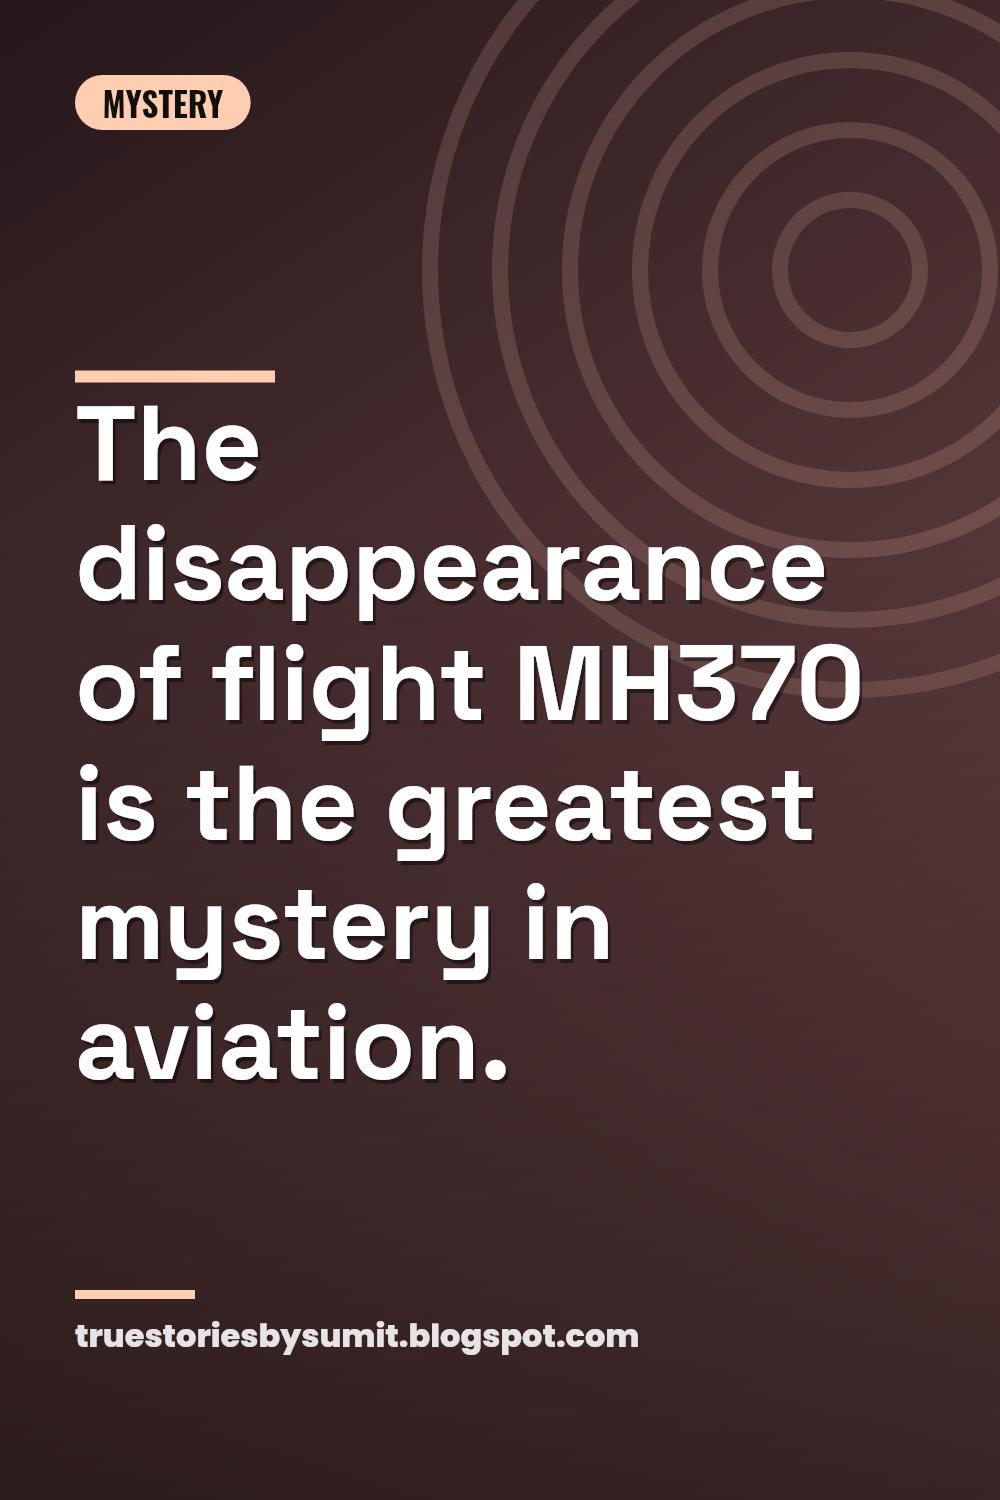 MYSTERY
The
disappearance
of flight MH370
is the greatest
mystery in
aviation.
truestoriesbysumit.blogspot.com